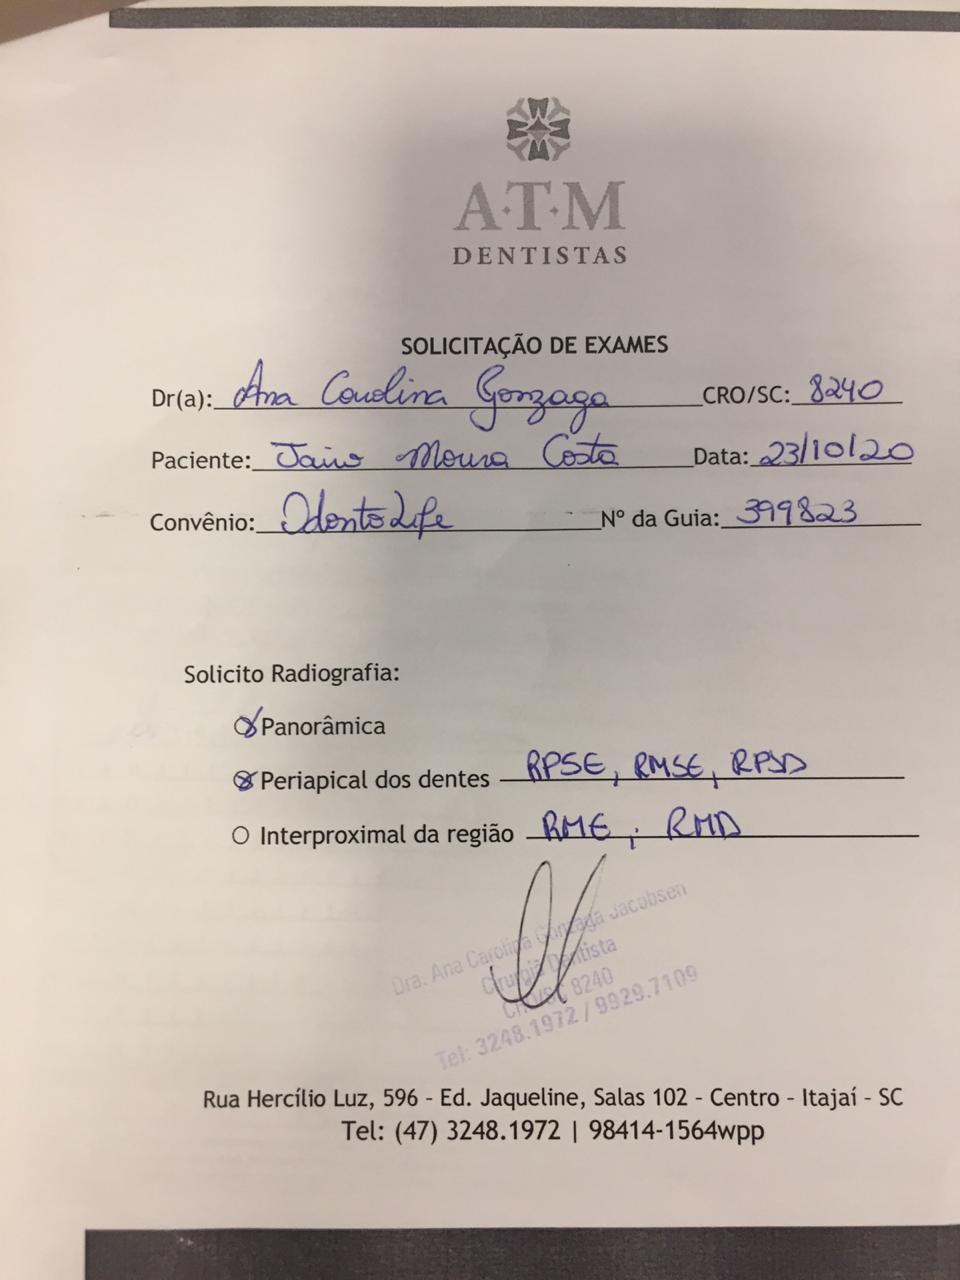 A·T·M
DENTISTAS
SOLICITAÇÃO DE EXAMES
Dr(a): Ana Carolina Gonzaga CRO/SC: 8240
Paciente: Jairo Moura Costa Data: 23/10/20
Convênio: OdontoLife Nº da Guia: 399823
Solicito Radiografia:
Panorâmica
Periapical dos dentes RPSE, RMSE, RPSD
Interproximal da região RME, RMD
Dra. Ana Carolina Gonzaga Jacobsen
Cirurgiã Dentista
CRO/SC 8240
Tel: 3248.1972 / 9929.7109
Rua Hercílio Luz, 596 - Ed. Jaqueline, Salas 102 - Centro - Itajaí - SC
Tel: (47) 3248.1972 | 98414-1564wpp